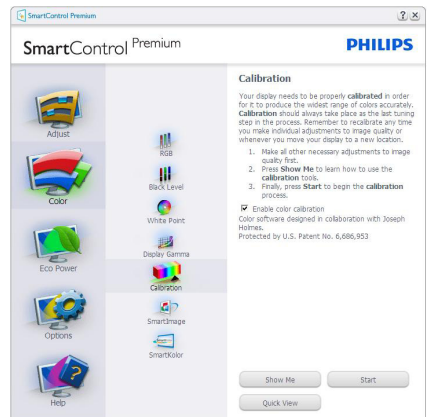 SmartControl Premium
SmartControl Premium
PHILIPS
Adjust
Color
Eco Power
Options
Help
RGB
Black Level
White Point
Display Gamma
Calibration
SmartImage
SmartKolor
Calibration
Your display needs to be properly calibrated in order
for it to produce the widest range of colors accurately.
Calibration should always take place as the last tuning
step in the process. Remember to recalibrate any time
you make individual adjustments to image quality or
whenever you move your display to a new location.
1. Make all other necessary adjustments to image
quality first.
2. Press Show Me to learn how to use the
calibration tools.
3. Finally, press Start to begin the calibration
process.
Enable color calibration
Color software designed in collaboration with Joseph
Holmes.
Protected by U.S. Patent No. 6,686,953
Show Me
Start
Quick View